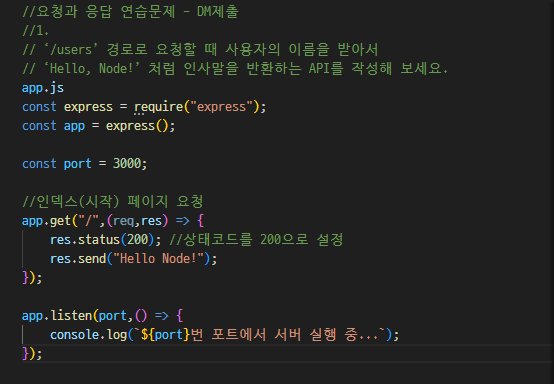 //요청과 응답 연습문제 - DM제출
//1.
// ‘/users’ 경로로 요청할 때 사용자의 이름을 받아서
// ‘Hello, Node!’ 처럼 인사말을 반환하는 API를 작성해 보세요.
app.js
const express = require("express");
const app = express();
const port = 3000;
//인덱스(시작) 페이지 요청
app.get("/",(req,res) => {
res.status(200); //상태코드를 200으로 설정
res.send("Hello Node!");
});
app.listen(port,() => {
console.log(`${port}번 포트에서 서버 실행 중...`);
});